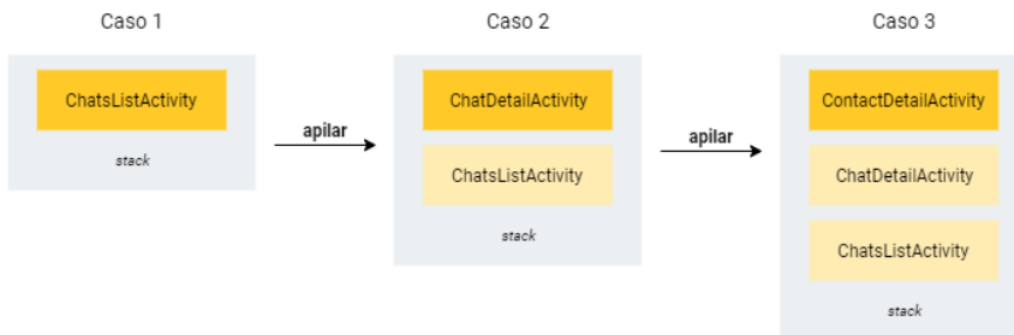 Caso 1
ChatsListActivity
stack
apilar
Caso 2
ChatDetailActivity
ChatsListActivity
stack
apilar
Caso 3
ContactDetailActivity
ChatDetailActivity
ChatsListActivity
stack